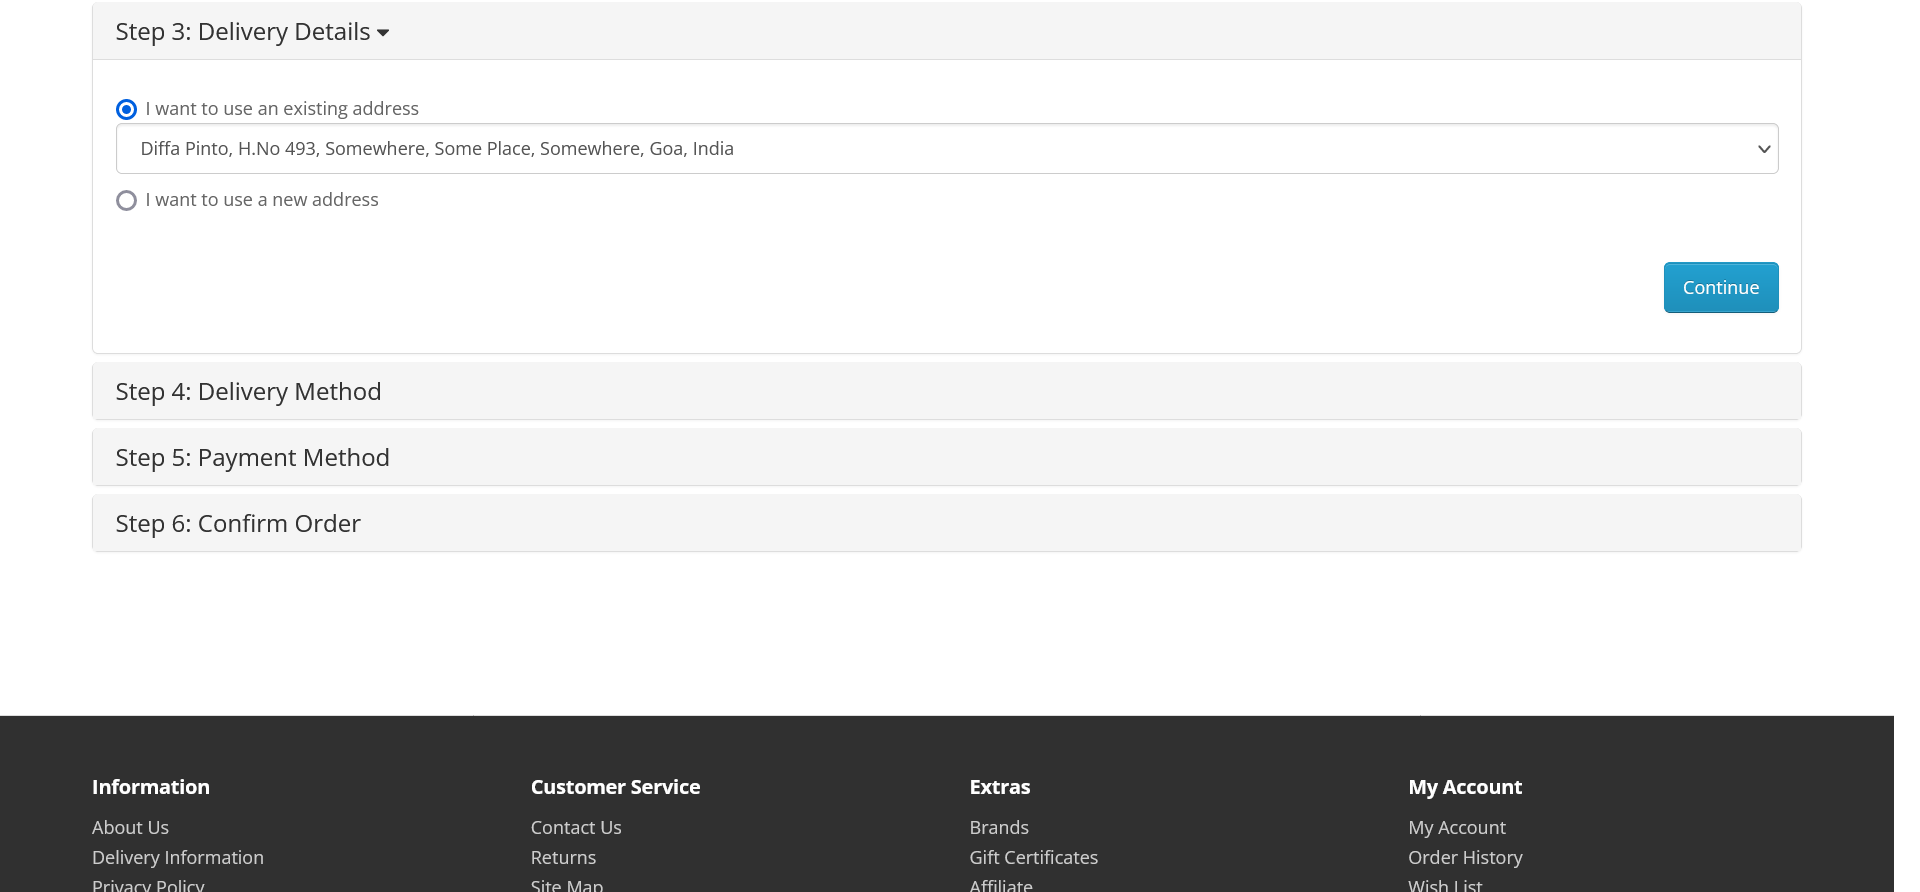 Step 3: Delivery Details
I want to use an existing address
Diffa Pinto, H.No 493, Somewhere, Some Place, Somewhere, Goa, India
I want to use a new address
Continue
Step 4: Delivery Method
Step 5: Payment Method
Step 6: Confirm Order
Information
About Us
Delivery Information
Privacy Policy
Customer Service
Contact Us
Returns
Site Map
Extras
Brands
Gift Certificates
Affiliate
My Account
My Account
Order History
Wish List